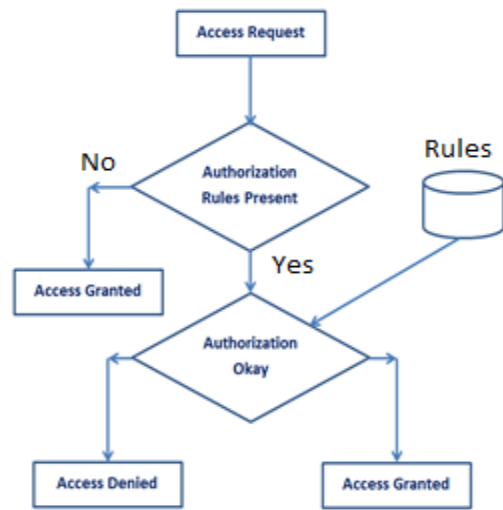 Access Request
No
Authorization
Rules Present
Rules
Access Granted
Yes
Authorization
Okay
Access Denied
Access Granted